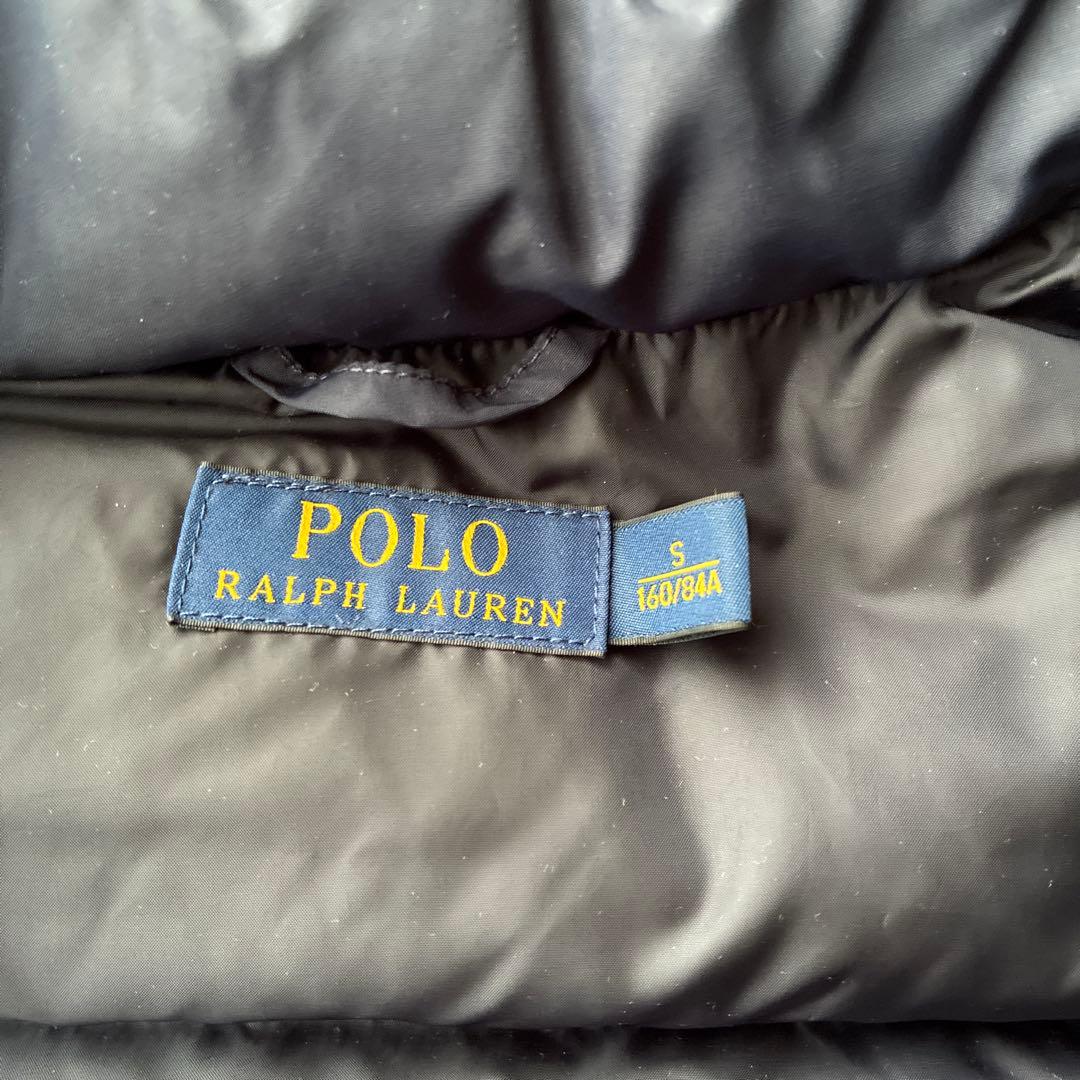 POLO
RALPH LAUREN
S
160/84A